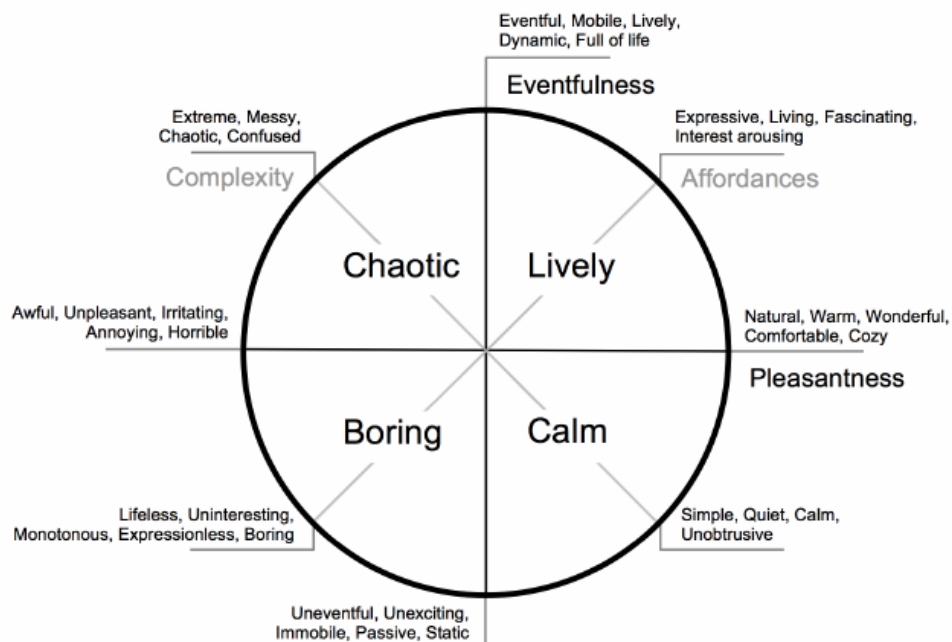 Eventful, Mobile, Lively,
Dynamic, Full of life
Eventfulness
Extreme, Messy,
Chaotic, Confused
Complexity
Expressive, Living, Fascinating,
Interest arousing
Affordances
Chaotic
Lively
Awful, Unpleasant, Irritating,
Annoying, Horrible
Natural, Warm, Wonderful,
Comfortable, Cozy
Pleasantness
Boring
Calm
Lifeless, Uninteresting,
Monotonous, Expressionless, Boring
Simple, Quiet, Calm,
Unobtrusive
Uneventful, Unexciting,
Immobile, Passive, Static